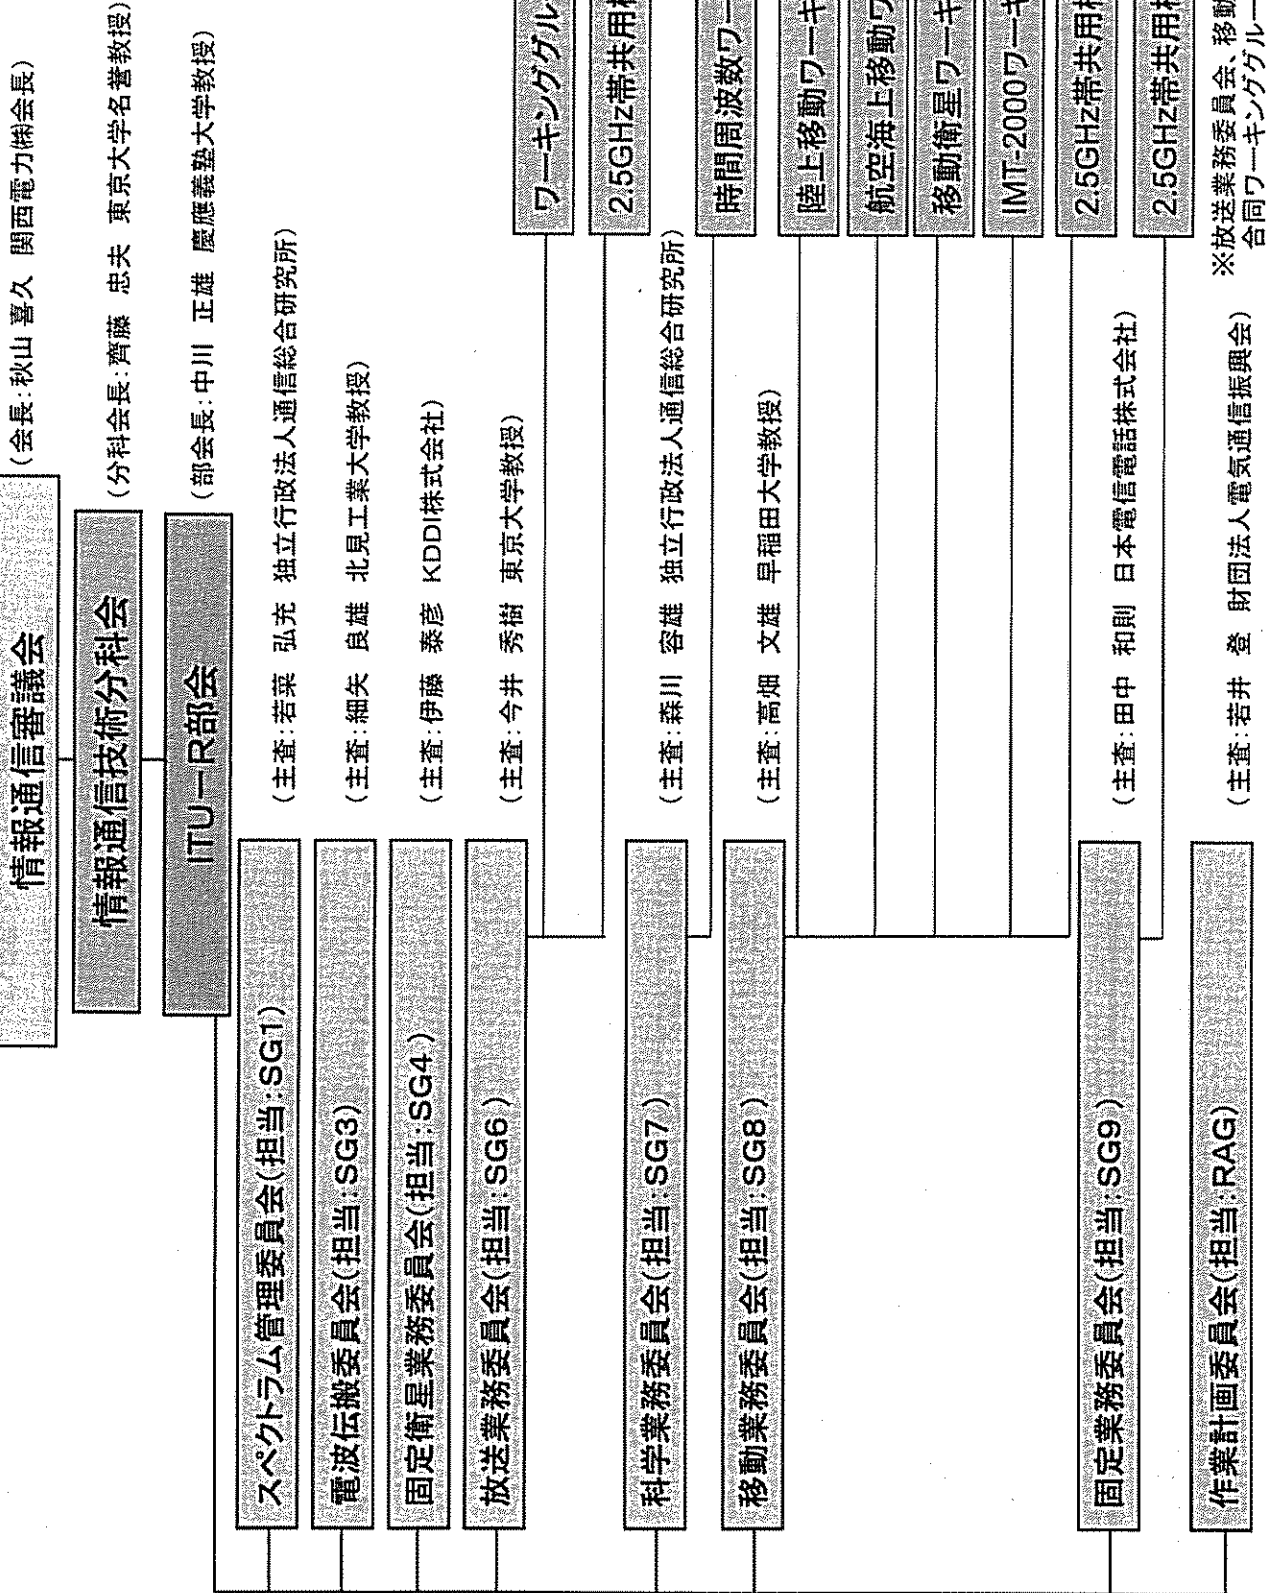 情報通信審議会
(会長:秋山 喜久 関西電力㈱会長)
情報通信技術分科会
(分科会長:齊藤 忠夫 東京大学名誉教授)
ITU-R部会
(部会長:中川 正雄 慶應義塾大学教授)
スペクトラム管理委員会(担当:SG1)
(主査:若菜 弘充 独立行政法人通信総合研究所)
電波伝搬委員会(担当:SG3)
(主査:細矢 良雄 北見工業大学教授)
固定衛星業務委員会(担当:SG4)
(主査:伊藤 泰彦 KDDI株式会社)
放送業務委員会(担当:SG6)
(主査:今井 秀樹 東京大学教授)
ワーキンググル
2.5GHz帯共用
科学業務委員会(担当:SG7)
(主査:森川 容雄 独立行政法人通信総合研究所)
時間周波数ワー
移動業務委員会(担当:SG8)
(主査:高畑 文雄 早稲田大学教授)
陸上移動ワーキ
航空海上移動ワ
移動衛星ワーキ
IMT-2000ワーキ
2.5GHz帯共用
固定業務委員会(担当:SG9)
(主査:田中 和則 日本電信電話株式会社)
2.5GHz帯共用
作業計画委員会(担当:RAG)
(主査:若井 登 財団法人電気通信振興会)
※放送業務委員会、移動
合同ワーキンググルー